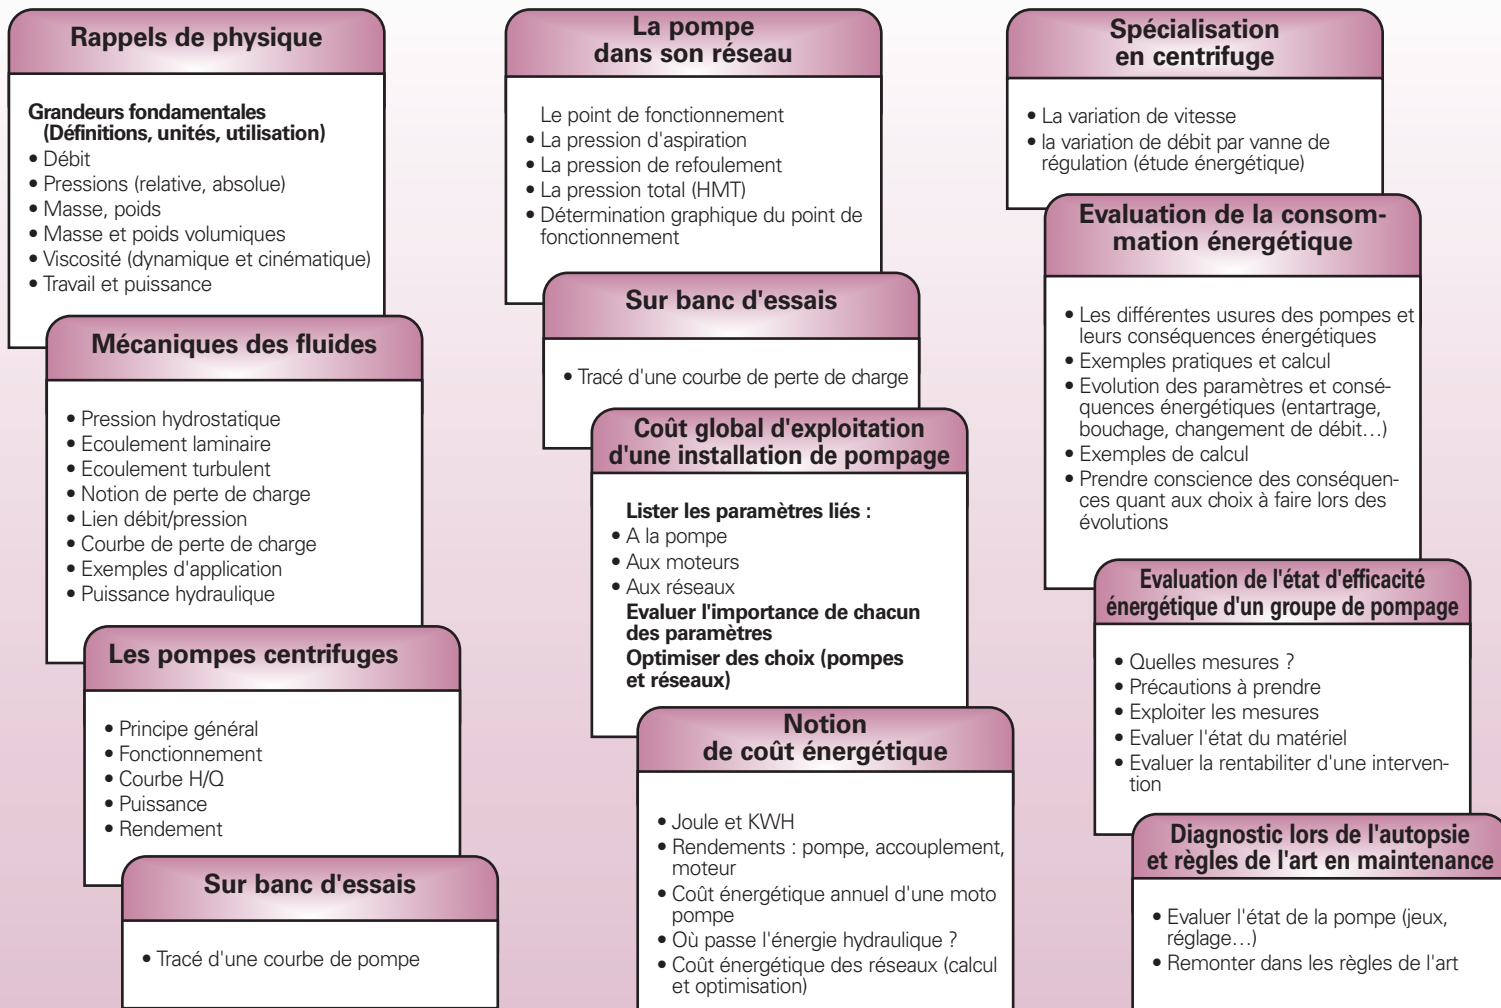 Rappels de physique
Grandeurs fondamentales
(Définitions, unités, utilisation)
• Débit
• Pressions (relative, absolue)
• Masse, poids
• Masse et poids volumiques
• Viscosité (dynamique et cinématique)
• Travail et puissance
Mécaniques des fluides
• Pression hydrostatique
• Ecoulement laminaire
• Ecoulement turbulent
• Notion de perte de charge
• Lien débit/pression
• Courbe de perte de charge
• Exemples d'application
• Puissance hydraulique
Les pompes centrifuges
• Principe général
• Fonctionnement
• Courbe H/Q
• Puissance
• Rendement
Sur banc d'essais
• Tracé d'une courbe de pompe
La pompe
dans son réseau
Le point de fonctionnement
• La pression d'aspiration
• La pression de refoulement
• La pression total (HMT)
• Détermination graphique du point de
fonctionnement
Sur banc d'essais
• Tracé d'une courbe de perte de charge
Coût global d'exploitation
d'une installation de pompage
Lister les paramètres liés :
• A la pompe
• Aux moteurs
• Aux réseaux
Evaluer l'importance de chacun
des paramètres
Optimiser des choix (pompes
et réseaux)
Notion
de coût énergétique
• Joule et KWH
• Rendements : pompe, accouplement,
moteur
• Coût énergétique annuel d'une moto
pompe
• Où passe l'énergie hydraulique ?
• Coût énergétique des réseaux (calcul
et optimisation)
Spécialisation
en centrifuge
• La variation de vitesse
• la variation de débit par vanne de
régulation (étude énergétique)
Evaluation de la consom-
mation énergétique
• Les différentes usures des pompes et
leurs conséquences énergétiques
• Exemples pratiques et calcul
• Evolution des paramètres et consé-
quences énergétiques (entartrage,
bouchage, changement de débit…)
• Exemples de calcul
• Prendre conscience des conséquen-
ces quant aux choix à faire lors des
évolutions
Evaluation de l'état d'efficacité
énergétique d'un groupe de pompage
• Quelles mesures ?
• Précautions à prendre
• Exploiter les mesures
• Evaluer l'état du matériel
• Evaluer la rentabiliter d'une interven-
tion
Diagnostic lors de l'autopsie
et règles de l'art en maintenance
• Evaluer l'état de la pompe (jeux,
réglage…)
• Remonter dans les règles de l'art